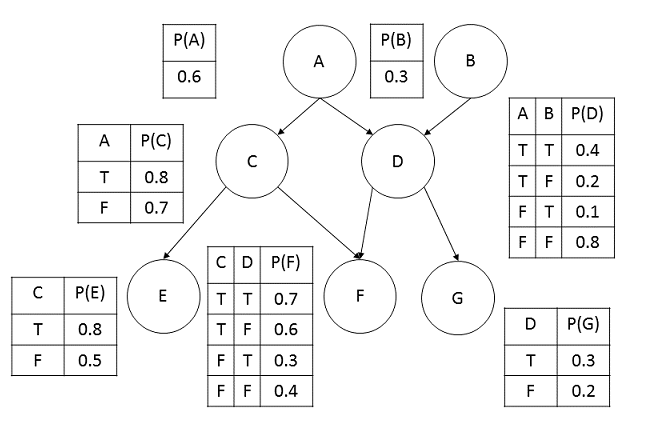 P(A)
0.6
A
P(B)
0.3
B
A B P(D)
T T 0.4
T F 0.2
F T 0.1
F F 0.8
A P(C)
T 0.8
F 0.7
C
D
C D P(F)
T T 0.7
T F 0.6
F T 0.3
F F 0.4
C P(E)
T 0.8
F 0.5
E
F
G
D P(G)
T 0.3
F 0.2